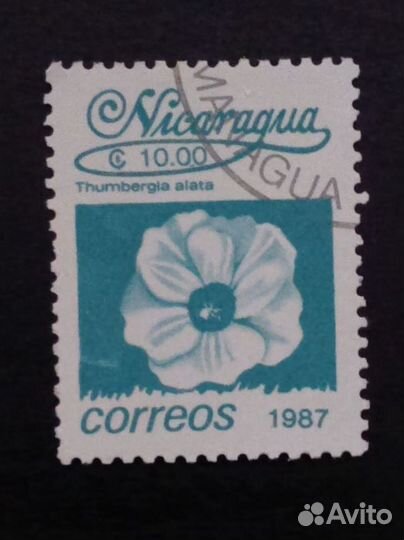 Nicaragua
₡ 10.00
Thumbergia alata
MANAGUA
correos 1987
Avito